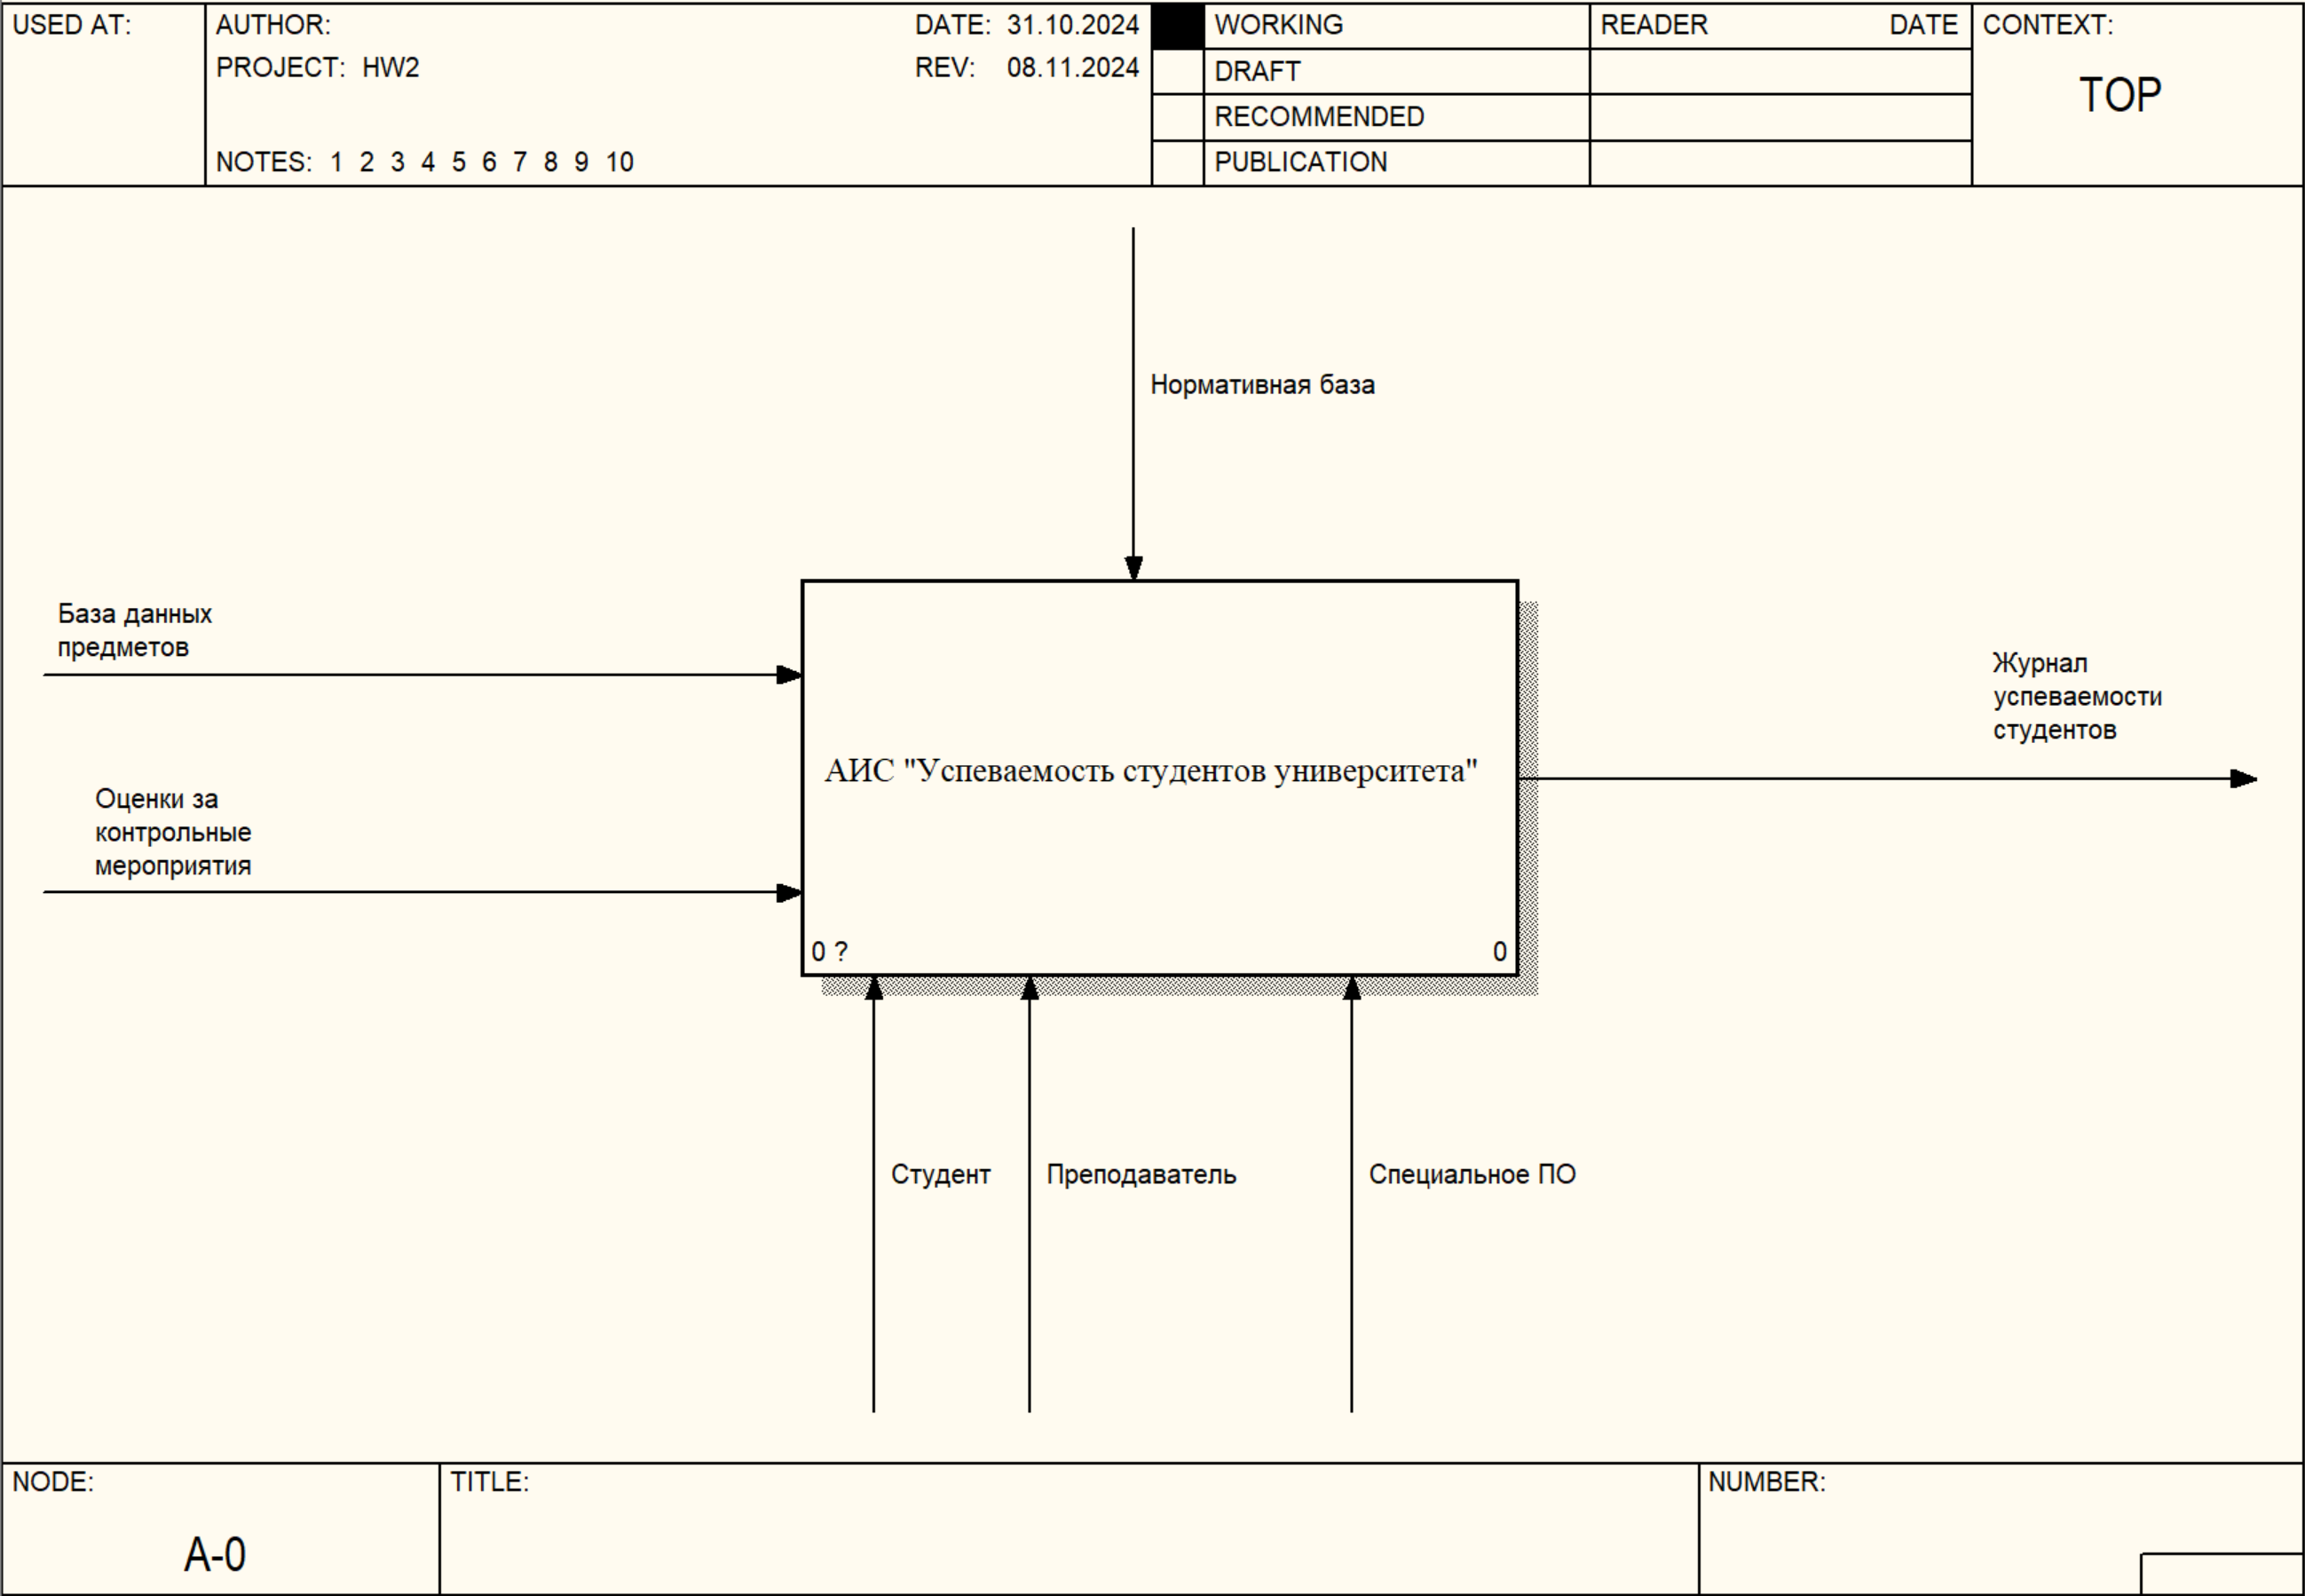 USED AT:
AUTHOR:
DATE: 31.10.2024
PROJECT: HW2
REV: 08.11.2024
NOTES: 1 2 3 4 5 6 7 8 9 10
WORKING
DRAFT
RECOMMENDED
PUBLICATION
READER DATE
CONTEXT:
TOP
Нормативная база
База данных
предметов
Оценки за
контрольные
мероприятия
АИС "Успеваемость студентов университета"
0 ?
0
Журнал
успеваемости
студентов
Студент
Преподаватель
Специальное ПО
NODE:
A-0
TITLE:
NUMBER: